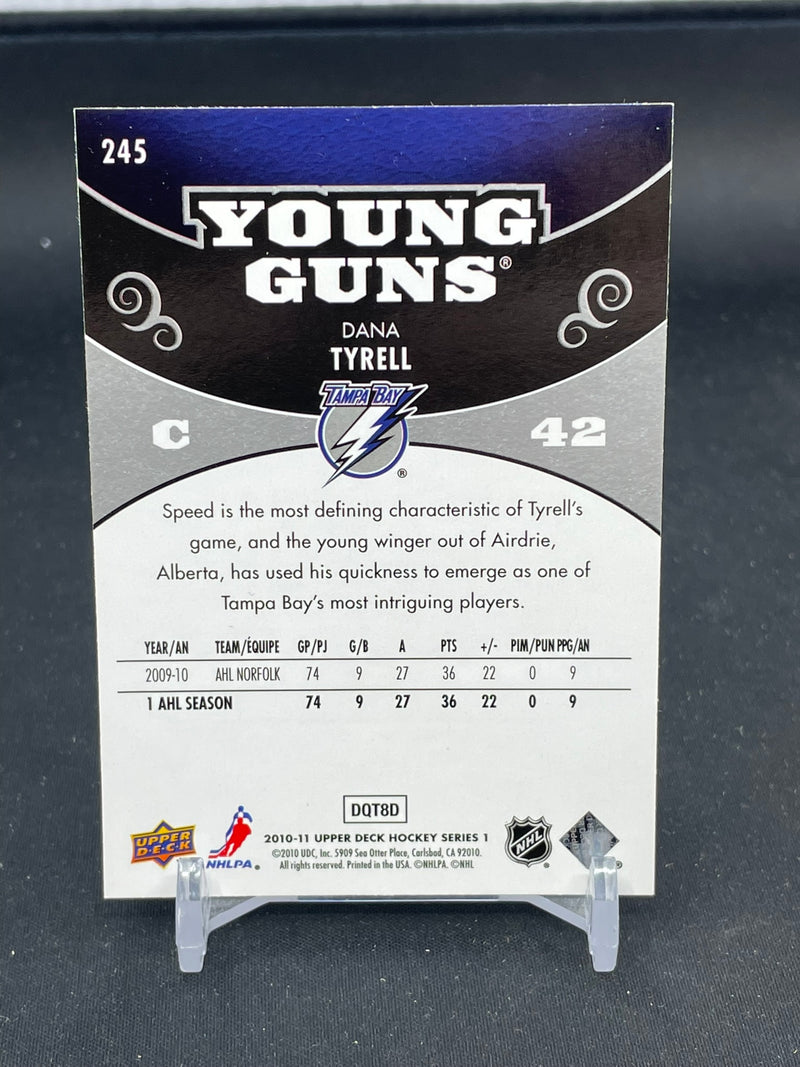 245
YOUNG
GUNS®
DANA
TYRELL
TAMPA BAY
®
C
42
Speed is the most defining characteristic of Tyrell's
game, and the young winger out of Airdrie,
Alberta, has used his quickness to emerge as one of
Tampa Bay's most intriguing players.
YEAR/AN TEAM/ÉQUIPE GP/PJ G/B A PTS +/- PIM/PUN PPG/AN
2009-10 AHL NORFOLK 74 9 27 36 22 0 9
1 AHL SEASON 74 9 27 36 22 0 9
DQT8D
UPPER
D·E·C·K
NHLPA.
2010-11 UPPER DECK HOCKEY SERIES 1
©2010 UDC, Inc. 5909 Sea Otter Place, Carlsbad, CA 92010.
All rights reserved. Printed in the USA. ©NHLPA. ©NHL
NHL